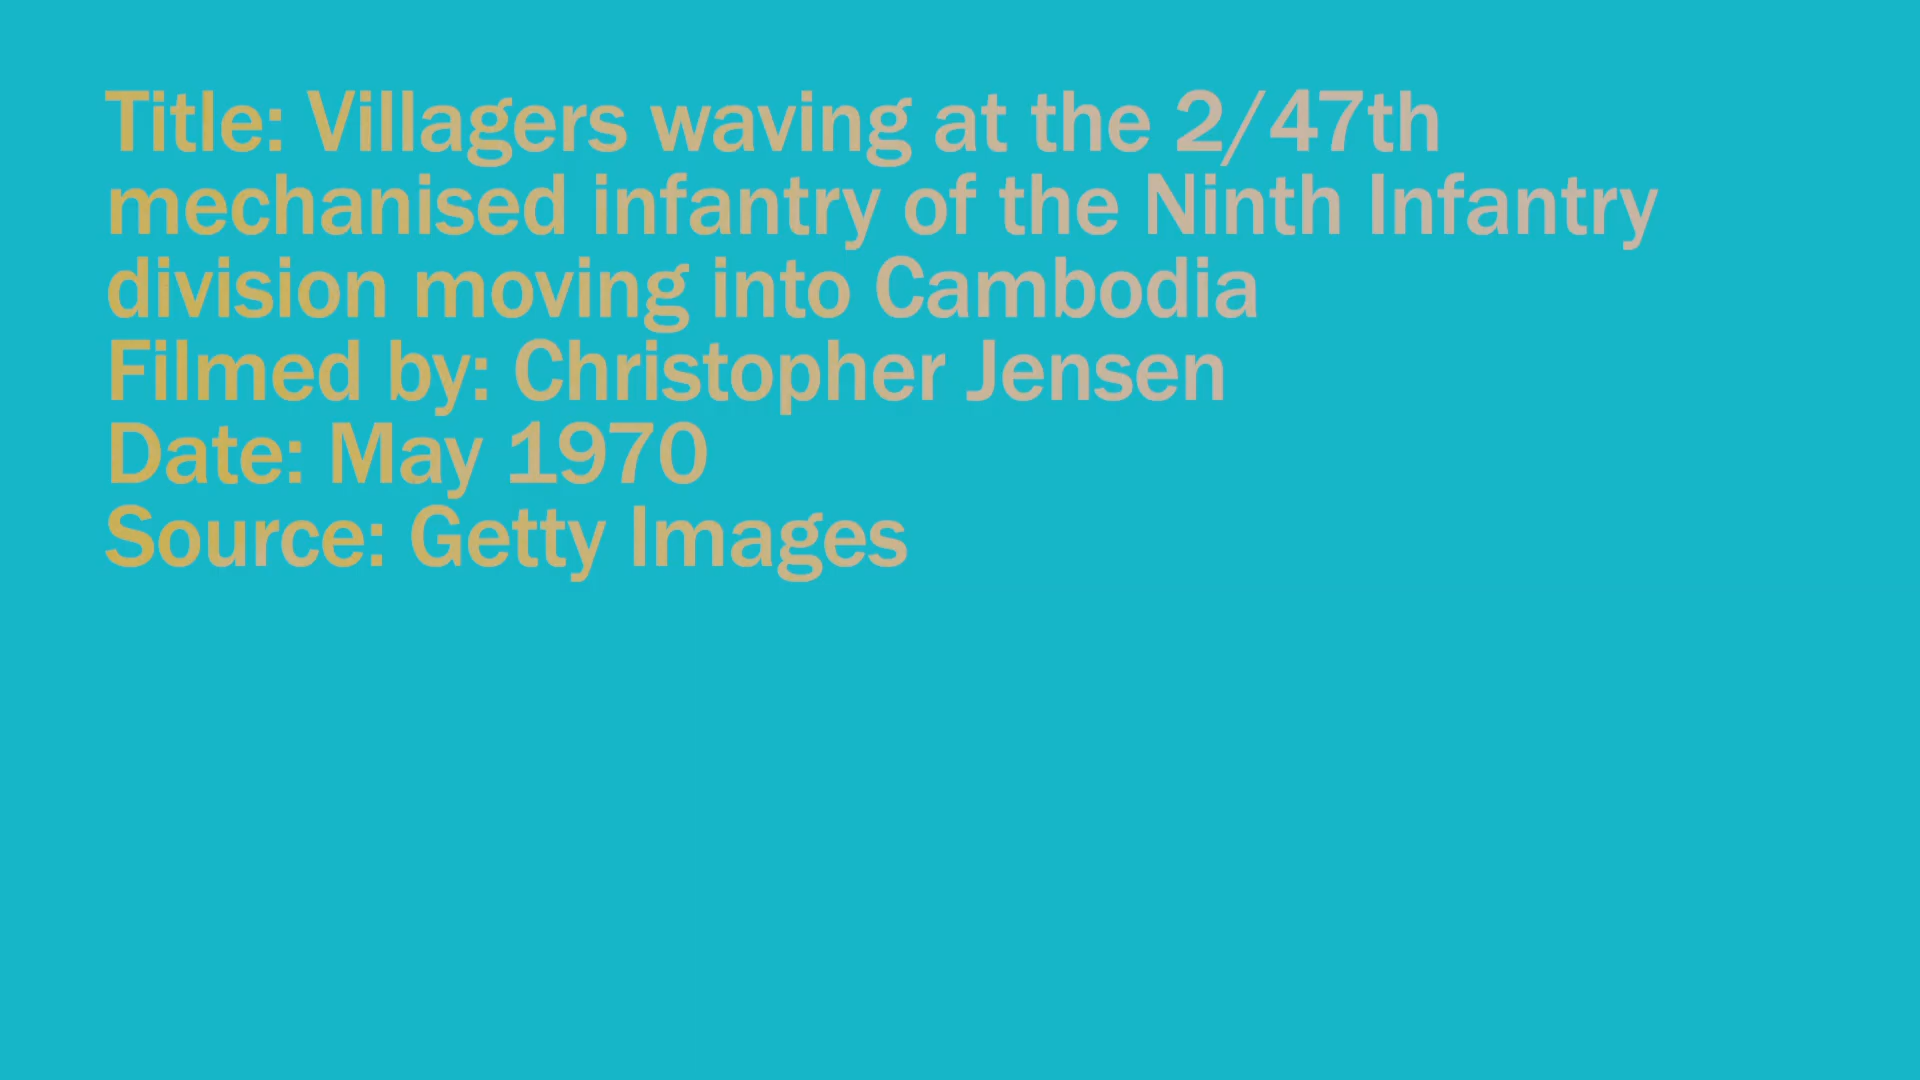 Title: Villagers waving at the 2/47th
mechanised infantry of the Ninth Infantry
division moving into Cambodia
Filmed by: Christopher Jensen
Date: May 1970
Source: Getty Images